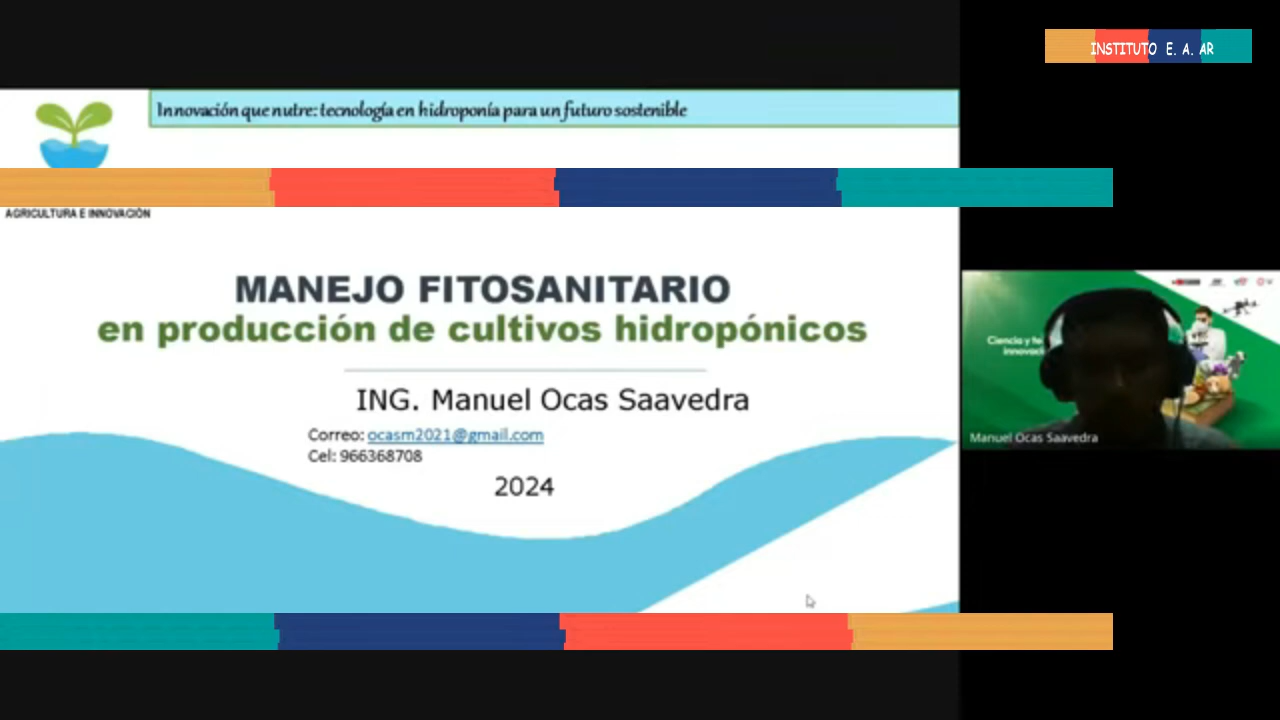 INSTITUTO E. A. AR
Innovación que nutre: tecnología en hidroponía para un futuro sostenible
AGRICULTURA E INNOVACIÓN
MANEJO FITOSANITARIO
en producción de cultivos hidropónicos
ING. Manuel Ocas Saavedra
Correo: ocasm2021@gmail.com
Cel: 966368708
2024
Ciencia y
Manuel Ocas Saavedra